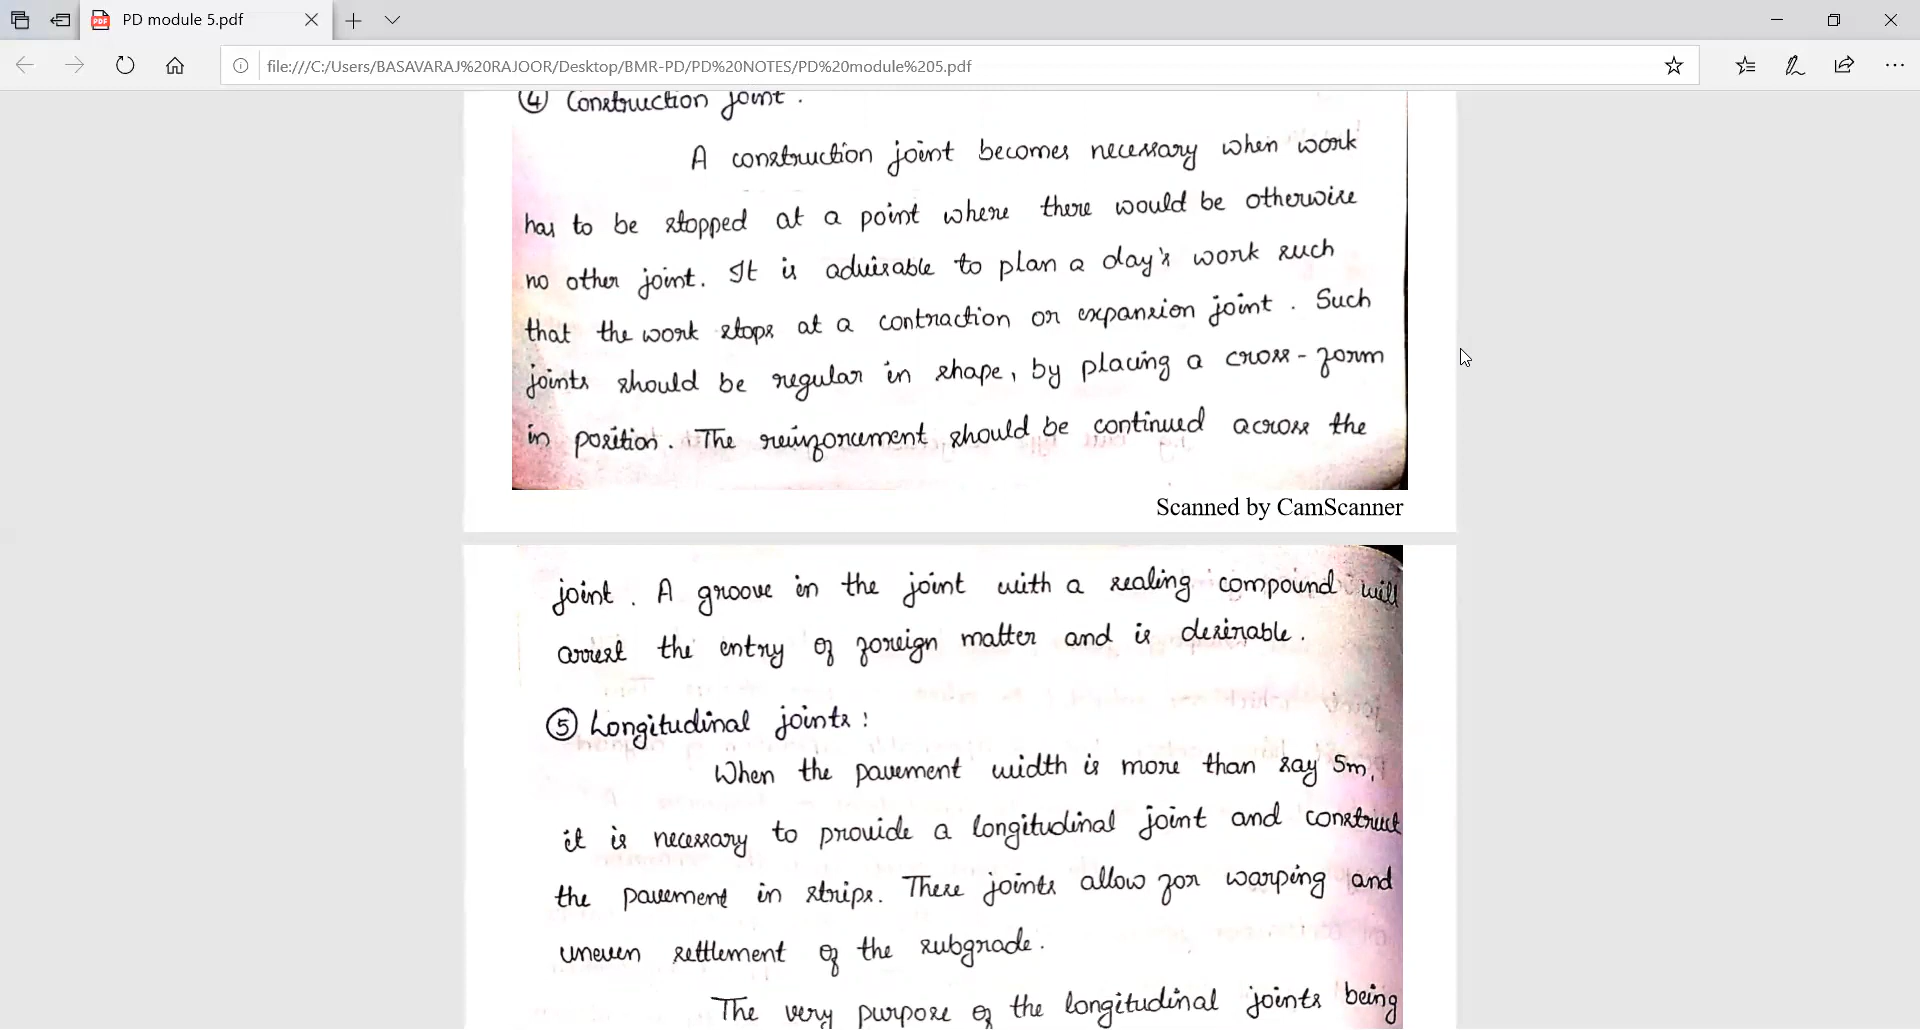 PD module 5.pdf
file:///C:/Users/BASAVARAJ%20RAJOOR/Desktop/BMR-PD/PD%20NOTES/PD%20module%205.pdf
④ Construction joint.
A construction joint becomes necessary when work
has to be stopped at a point where there would be otherwise
no other joint. It is advisable to plan a day's work such
that the work stops at a contraction or expansion joint. Such
joints should be regular in shape, by placing a cross-form
in position. The reinforcement should be continued across the
Scanned by CamScanner
joint. A groove in the joint with a sealing compound will
arrest the entry of foreign matter and is desirable.
⑤ Longitudinal joints:
When the pavement width is more than say 5m,
it is necessary to provide a longitudinal joint and construct
the pavement in strips. These joints allow for warping and
uneven settlement of the subgrade.
The very purpose of the longitudinal joints being